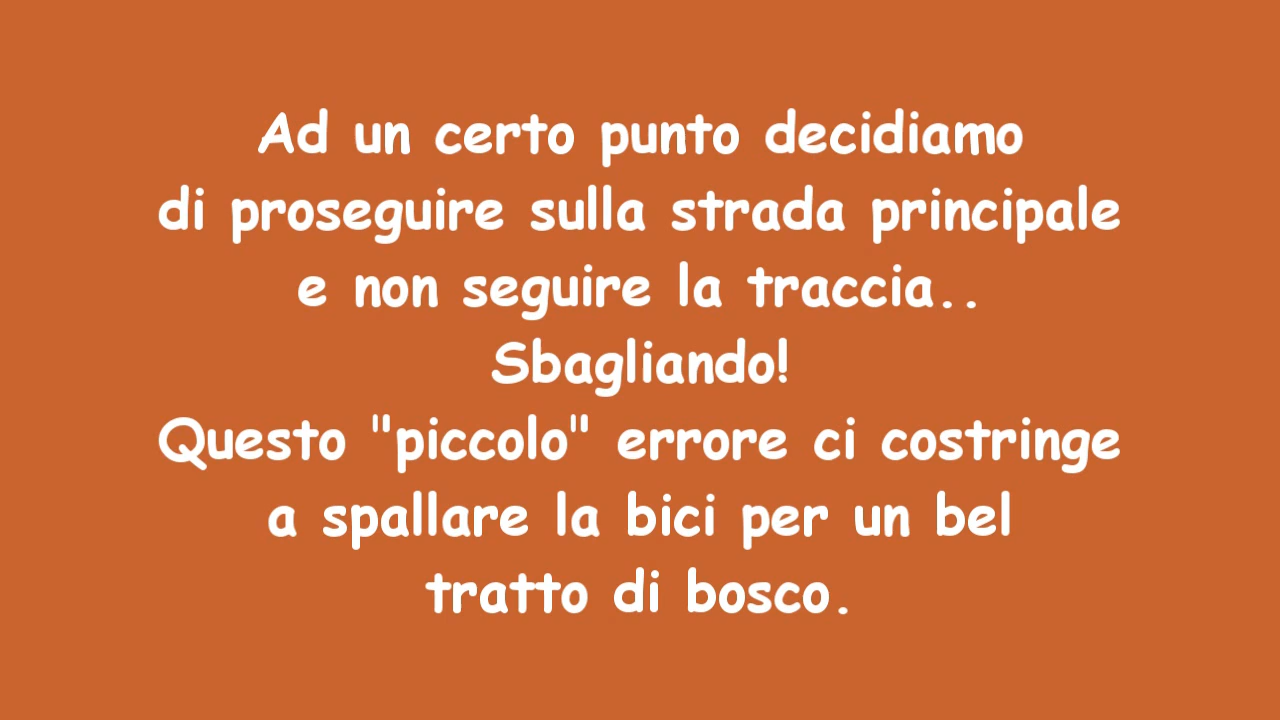 Ad un certo punto decidiamo
di proseguire sulla strada principale
e non seguire la traccia..
Sbagliando!
Questo "piccolo" errore ci costringe
a spallare la bici per un bel
tratto di bosco.